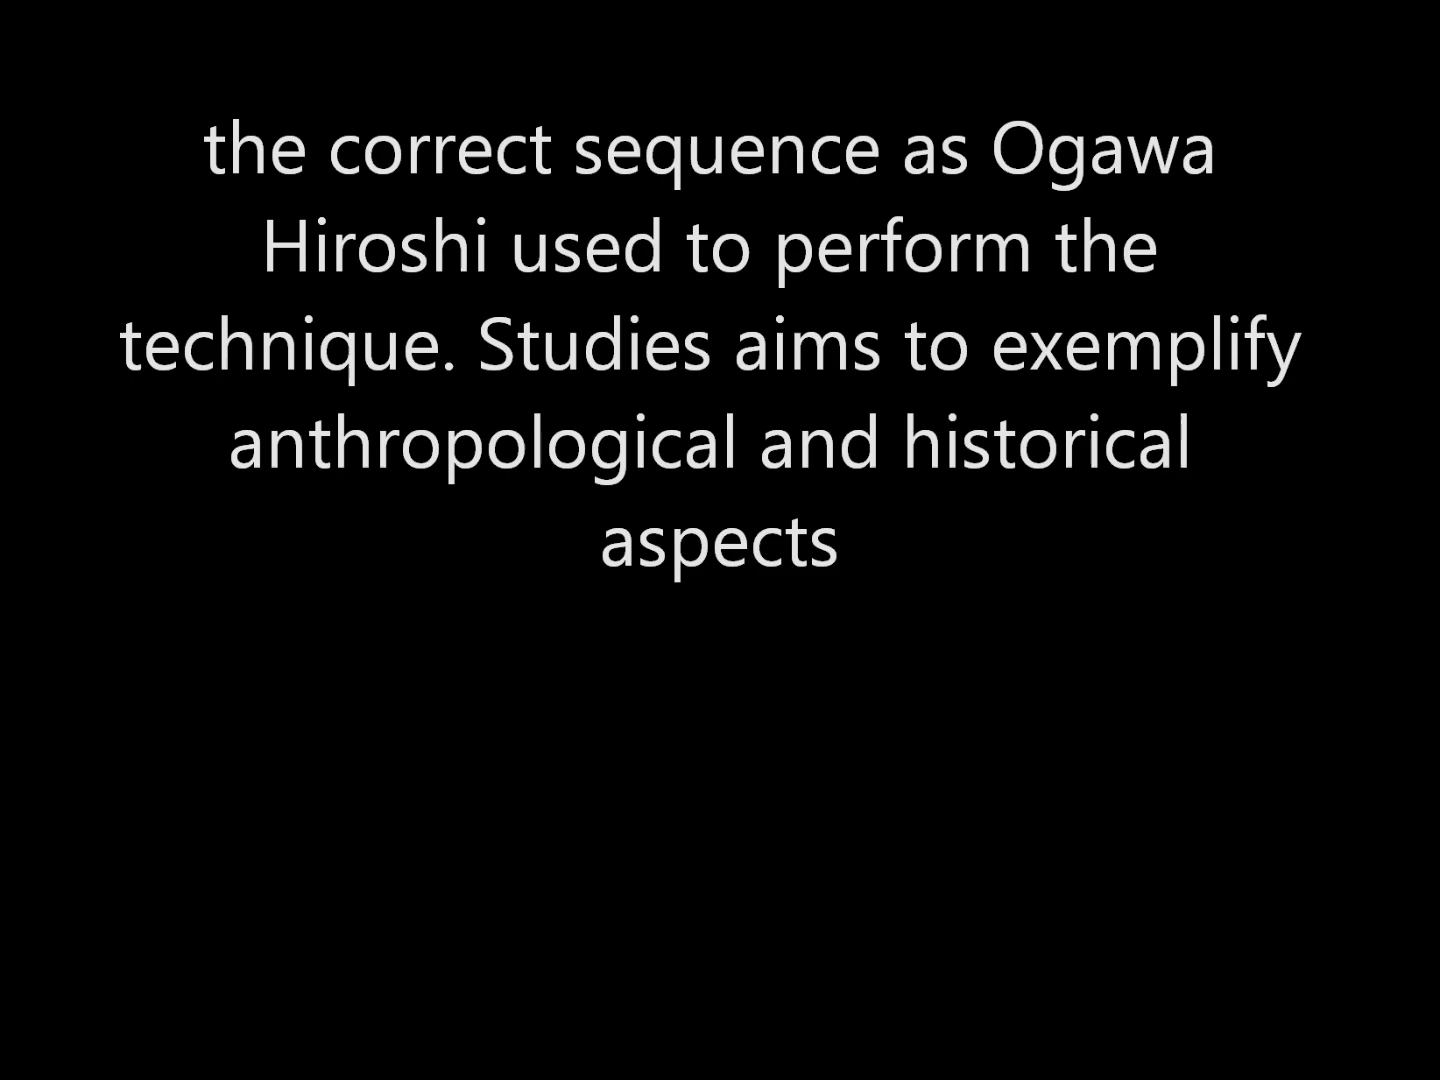 the correct sequence as Ogawa
Hiroshi used to perform the
technique. Studies aims to exemplify
anthropological and historical
aspects